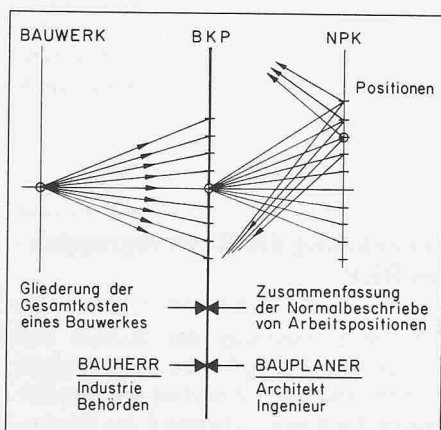 BAUWERK
BKP
NPK
Positionen
Gliederung der
Gesamtkosten
eines Bauwerkes
Zusammenfassung
der Normalbeschriebe
von Arbeitspositionen
BAUHERR
Industrie
Behörden
BAUPLANER
Architekt
Ingenieur